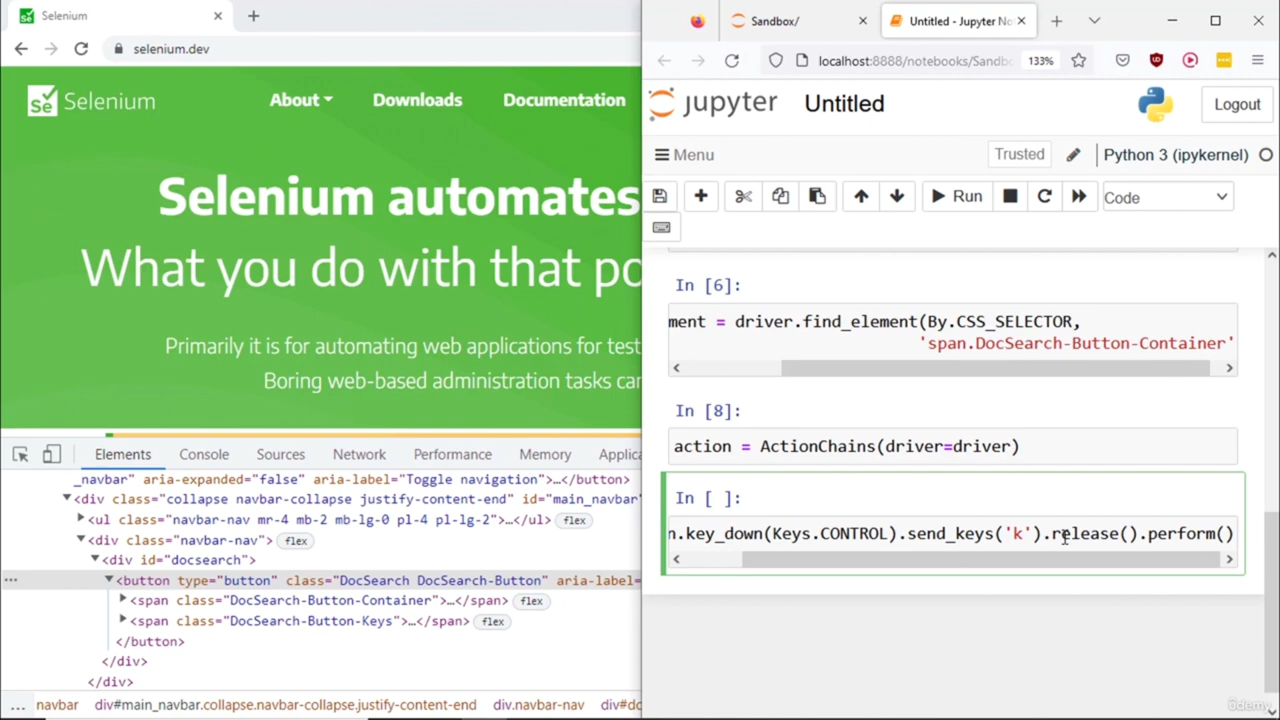 Selenium
selenium.dev
Selenium
About
Downloads
Documentation
Selenium automates
What you do with that po
Primarily it is for automating web applications for test
Boring web-based administration tasks can
Elements
Console
Sources
Network
Performance
Memory
Applica
_navbar" aria-expanded="false" aria-label="Toggle navigation">…</button>
<div class="collapse navbar-collapse justify-content-end" id="main_navbar"
<ul class="navbar-nav mr-4 mb-2 mb-lg-0 pl-4 pl-lg-2">…</ul> flex
<div class="navbar-nav"> flex
<div id="docsearch">
<button type="button" class="DocSearch DocSearch-Button" aria-label=
<span class="DocSearch-Button-Container">…</span> flex
<span class="DocSearch-Button-Keys">…</span> flex
</button>
</div>
</div>
… navbar div#main_navbar.collapse.navbar-collapse.justify-content-end div.navbar-nav div#do
Sandbox/
Untitled - Jupyter No
localhost:8888/notebooks/Sandbo
133%
jupyter
Untitled
Logout
Menu
Trusted
Python 3 (ipykernel)
Run
Code
In [6]:
ment = driver.find_element(By.CSS_SELECTOR,
'span.DocSearch-Button-Container'
In [8]:
action = ActionChains(driver=driver)
In [ ]:
n.key_down(Keys.CONTROL).send_keys('k').release().perform()
Udemy